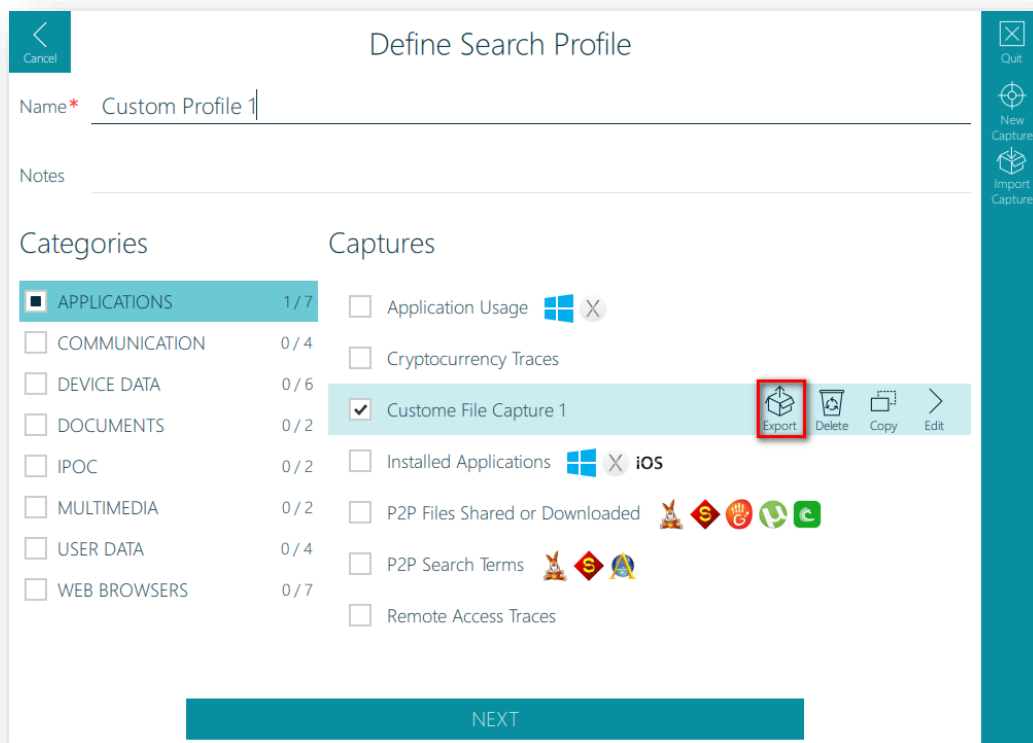 Cancel
Define Search Profile
Quit
Name* Custom Profile 1
New
Capture
Notes
Import
Capture
Categories
Captures
APPLICATIONS 1/7
COMMUNICATION 0/4
DEVICE DATA 0/6
DOCUMENTS 0/2
IPOC 0/2
MULTIMEDIA 0/2
USER DATA 0/4
WEB BROWSERS 0/7
Application Usage X
Cryptocurrency Traces
Custome File Capture 1 Export Delete Copy Edit
Installed Applications X iOS
P2P Files Shared or Downloaded
P2P Search Terms
Remote Access Traces
NEXT